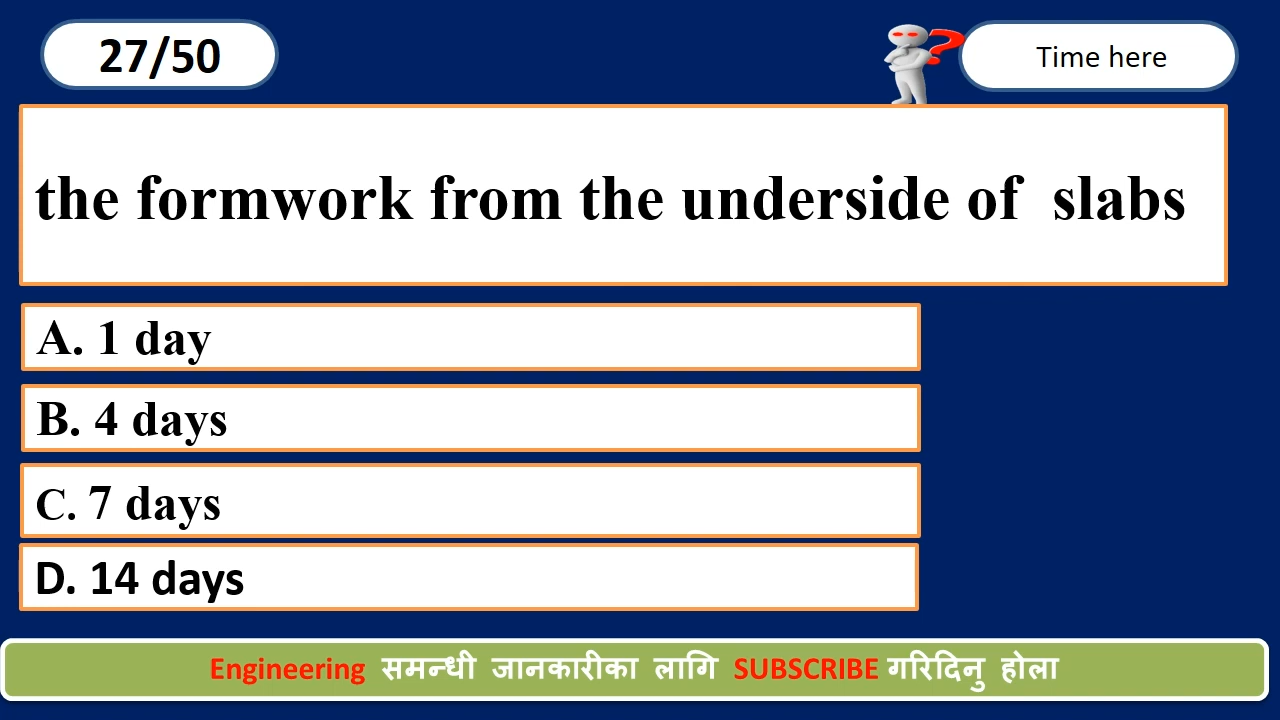 27/50
Time here
the formwork from the underside of slabs
A. 1 day
B. 4 days
C. 7 days
D. 14 days
Engineering समन्धी जानकारीका लागि SUBSCRIBE गरिदिनु होला